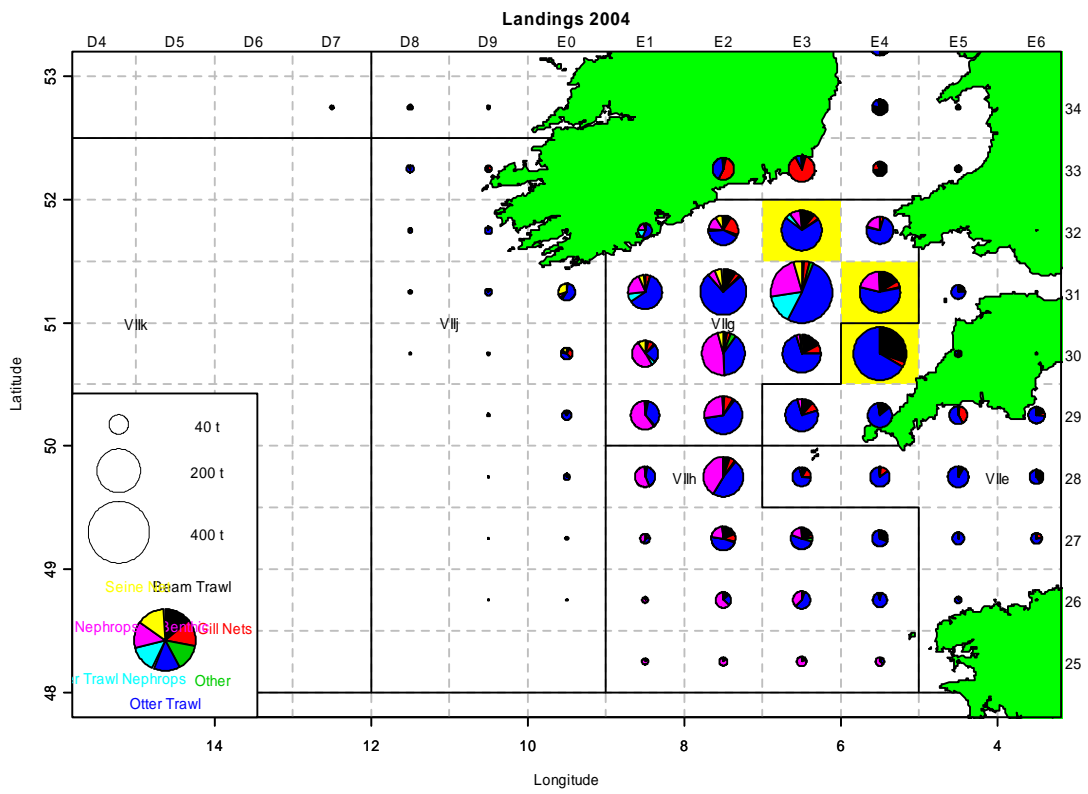 Landings 2004
D4 D5 D6 D7 D8 D9 E0 E1 E2 E3 E4 E5 E6
53
34
33
52
32
31
51
VIIk VIIj VIIg
30
29
50
28
VIIh VIIe
27
49
26
25
48
Latitude
40 t
200 t
400 t
Beam Trawl
Nephrops
Gill Nets
r Trawl Nephrops
Other
Otter Trawl
14 12 10 8 6 4
Longitude